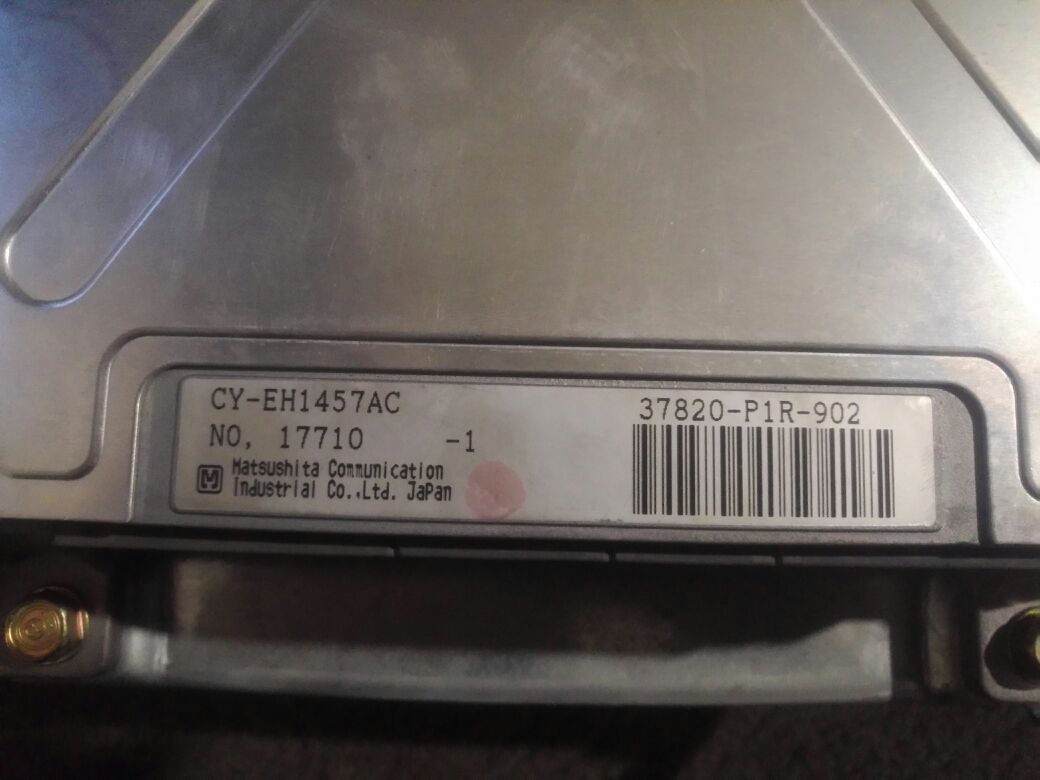 CY-EH1457AC
NO, 17710 -1
M Matsushita Communication
Industrial Co.,Ltd. JaPan
37820-P1R-902